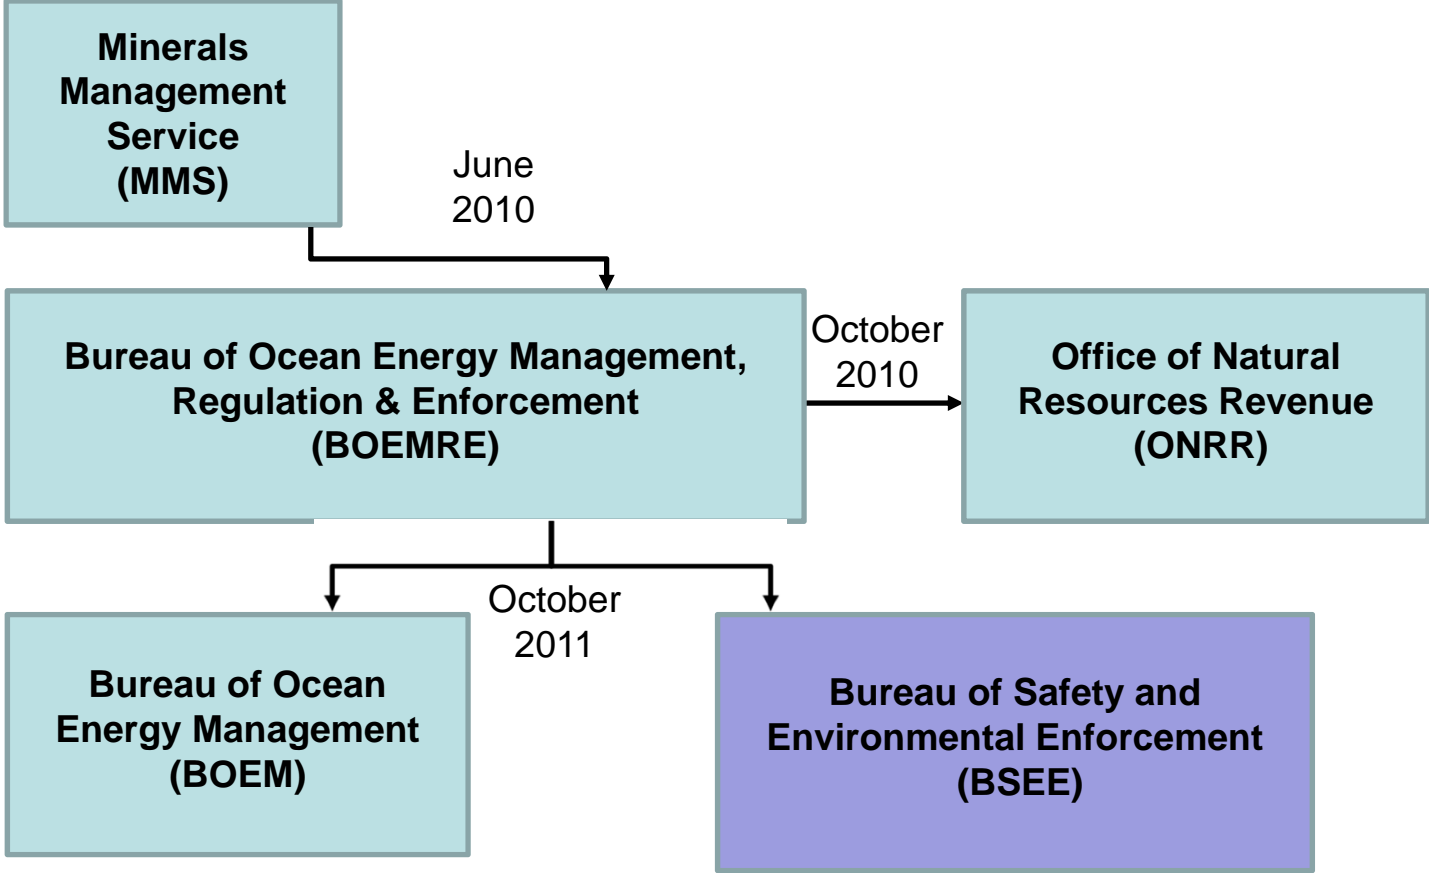 Minerals
Management
Service
(MMS)
June
2010
Bureau of Ocean Energy Management,
Regulation & Enforcement
(BOEMRE)
October
2010
Office of Natural
Resources Revenue
(ONRR)
October
2011
Bureau of Ocean
Energy Management
(BOEM)
Bureau of Safety and
Environmental Enforcement
(BSEE)